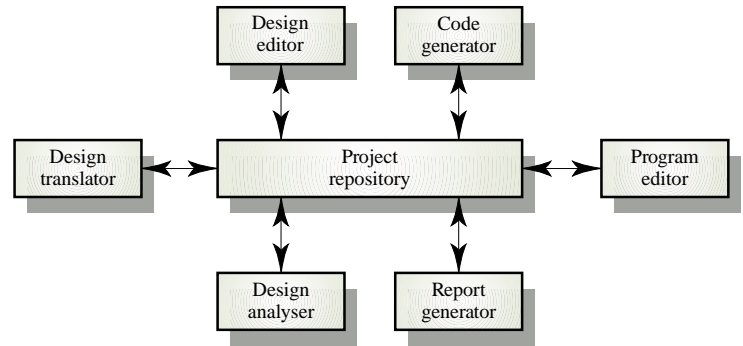 Design
editor
Code
generator
Design
translator
Project
repository
Program
editor
Design
analyser
Report
generator